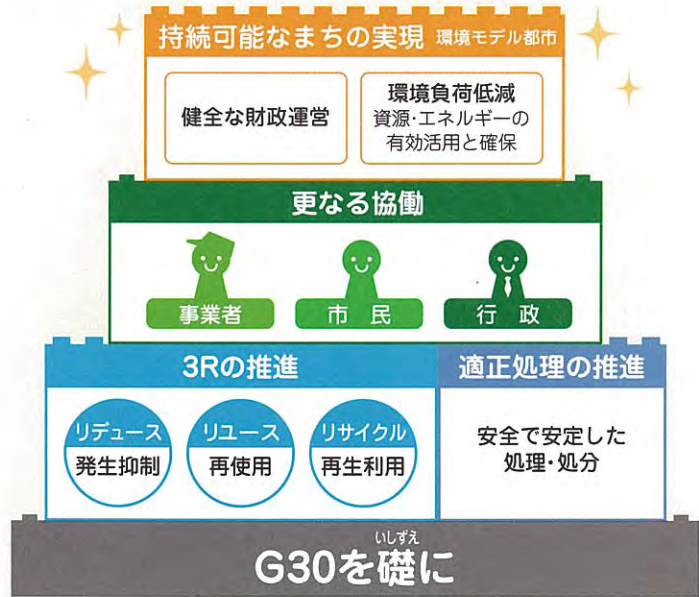 持続可能なまちの実現 環境モデル都市
健全な財政運営
環境負荷低減
資源・エネルギーの
有効活用と確保
更なる協働
事業者
市民
行政
3Rの推進
リデュース
発生抑制
リユース
再使用
リサイクル
再生利用
適正処理の推進
安全で安定した
処理・処分
いしずえ
G30を礎に